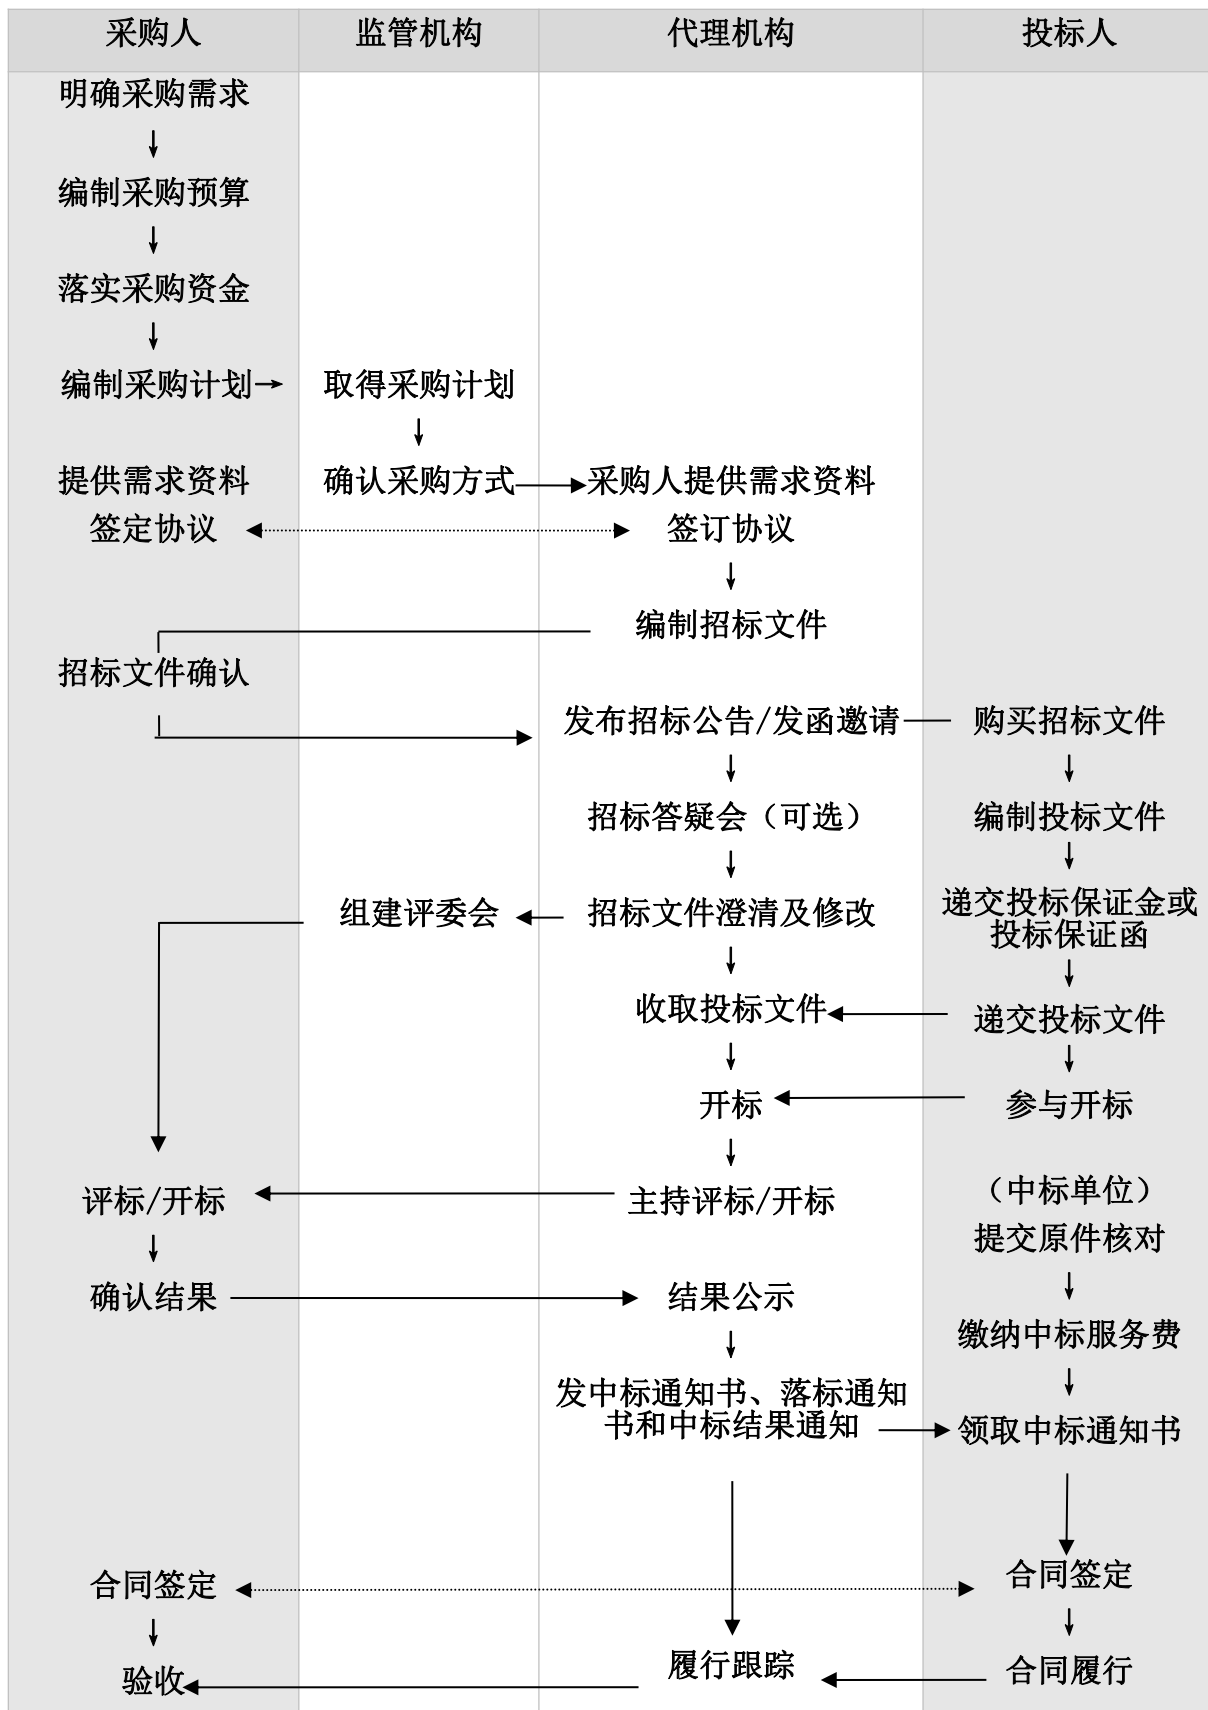 采购人
监管机构
代理机构
投标人
明确采购需求
编制采购预算
落实采购资金
编制采购计划
取得采购计划
提供需求资料
确认采购方式
采购人提供需求资料
签定协议
签订协议
编制招标文件
招标文件确认
发布招标公告/发函邀请
购买招标文件
招标答疑会（可选）
编制投标文件
组建评委会
招标文件澄清及修改
递交投标保证金或
投标保证函
收取投标文件
递交投标文件
开标
参与开标
评标/开标
主持评标/开标
（中标单位）
提交原件核对
确认结果
结果公示
缴纳中标服务费
发中标通知书、落标通知
书和中标结果通知
领取中标通知书
合同签定
合同签定
验收
履行跟踪
合同履行